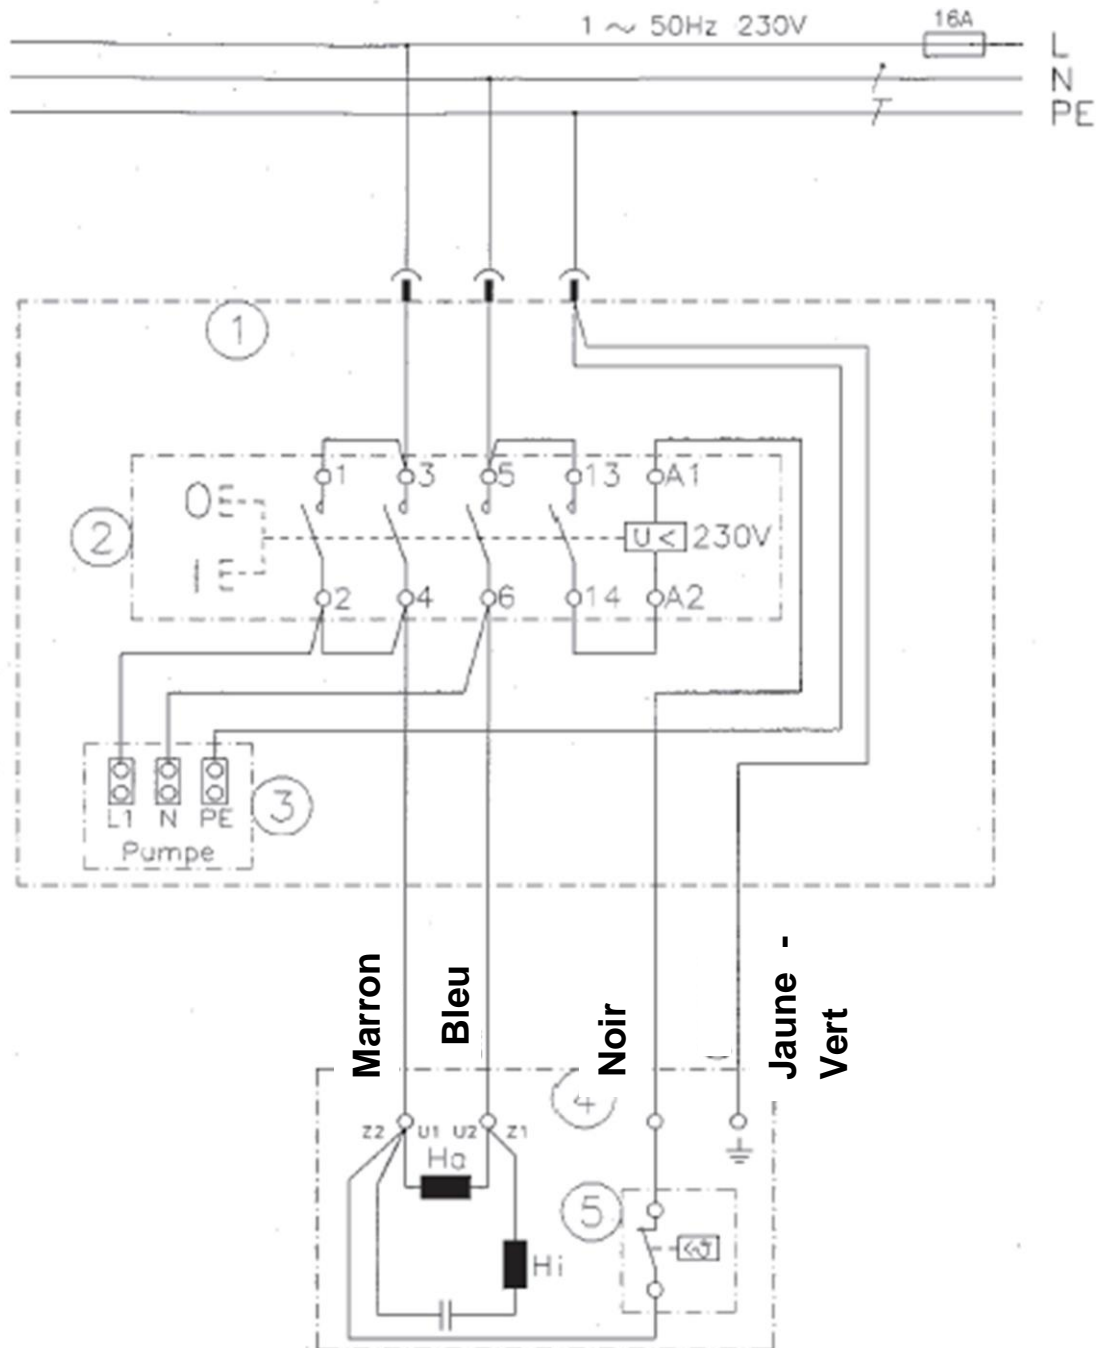 1 ~ 50Hz 230V
16A
L
N
PE
1
1 3 5 13 A1
0
2
U < 230V
I
2 4 6 14 A2
L1 N PE
3
Pumpe
Marron
Bleu
Noir
Jaune -
Vert
4
Z2 U1 U2 Z1
Ha
5
Hi